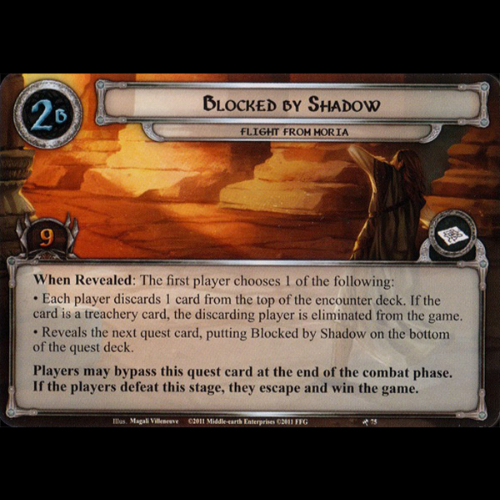 2B
BLOCKED BY SHADOW
FLIGHT FROM MORIA
9
When Revealed: The first player chooses 1 of the following:
• Each player discards 1 card from the top of the encounter deck. If the
card is a treachery card, the discarding player is eliminated from the game.
• Reveals the next quest card, putting Blocked by Shadow on the bottom
of the quest deck.
Players may bypass this quest card at the end of the combat phase.
If the players defeat this stage, they escape and win the game.
Illus. Magali Villeneuve ©2011 Middle-earth Enterprises ©2011 FFG 75